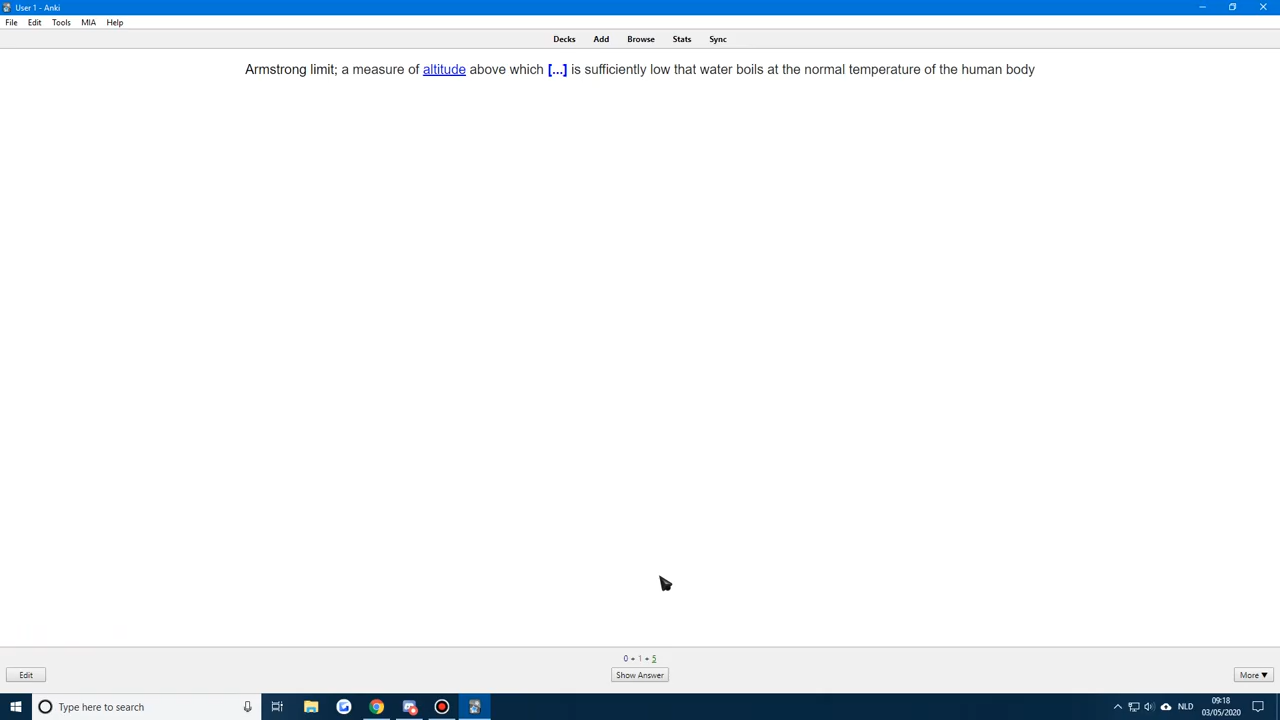 User 1 - Anki
File Edit Tools MIA Help
Decks Add Browse Stats Sync
Armstrong limit; a measure of altitude above which [...] is sufficiently low that water boils at the normal temperature of the human body
0 + 1 + 5
Edit Show Answer More ▼
Type here to search NLD 09:18
03/05/2020